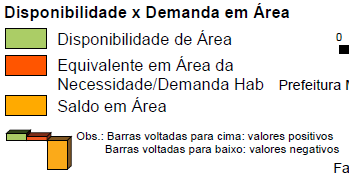 Disponibilidade x Demanda em Área
Disponibilidade de Área
0
Equivalente em Área da
Necessidade/Demanda Hab
Prefeitura
Saldo em Área
Obs.: Barras voltadas para cima: valores positivos
Barras voltadas para baixo: valores negativos